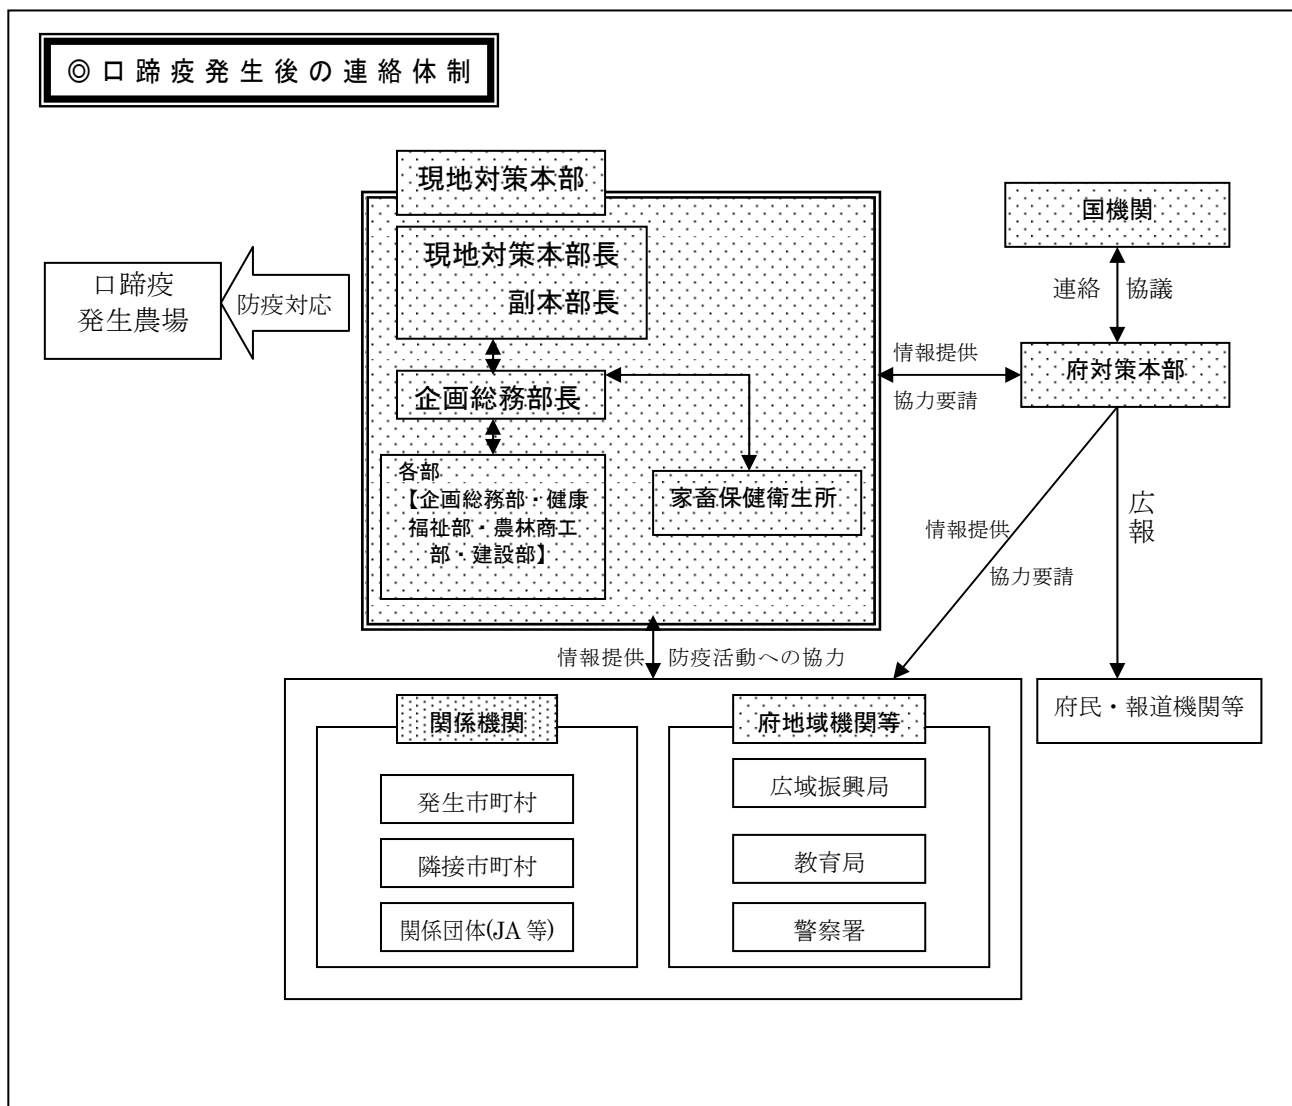 ◎口蹄疫発生後の連絡体制
現地対策本部
現地対策本部長
副本部長
企画総務部長
各部
【企画総務部・健康
福祉部・農林商工
部・建設部】
家畜保健衛生所
口蹄疫
発生農場
防疫対応
国機関
連絡 協議
府対策本部
情報提供
協力要請
情報提供
協力要請
広
報
府民・報道機関等
情報提供 防疫活動への協力
関係機関
発生市町村
隣接市町村
関係団体(JA 等)
府地域機関等
広域振興局
教育局
警察署